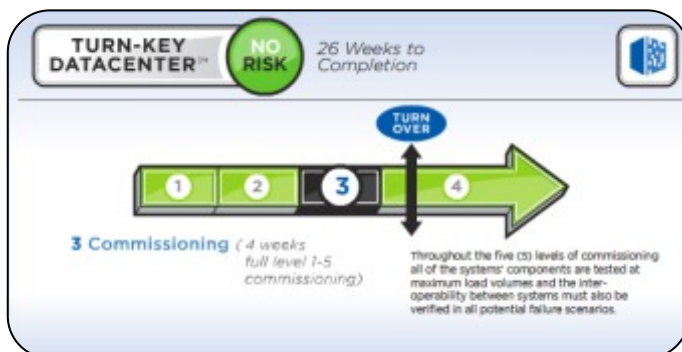 TURN-KEY
DATACENTER™
NO
RISK
26 Weeks to
Completion
TURN
OVER
1
2
3
4
3 Commissioning (4 weeks
full level 1-5
commissioning)
Throughout the five (5) levels of commissioning
all of the systems' components are tested at
maximum load volumes and the inter-
operability between systems must also be
verified in all potential failure scenarios.